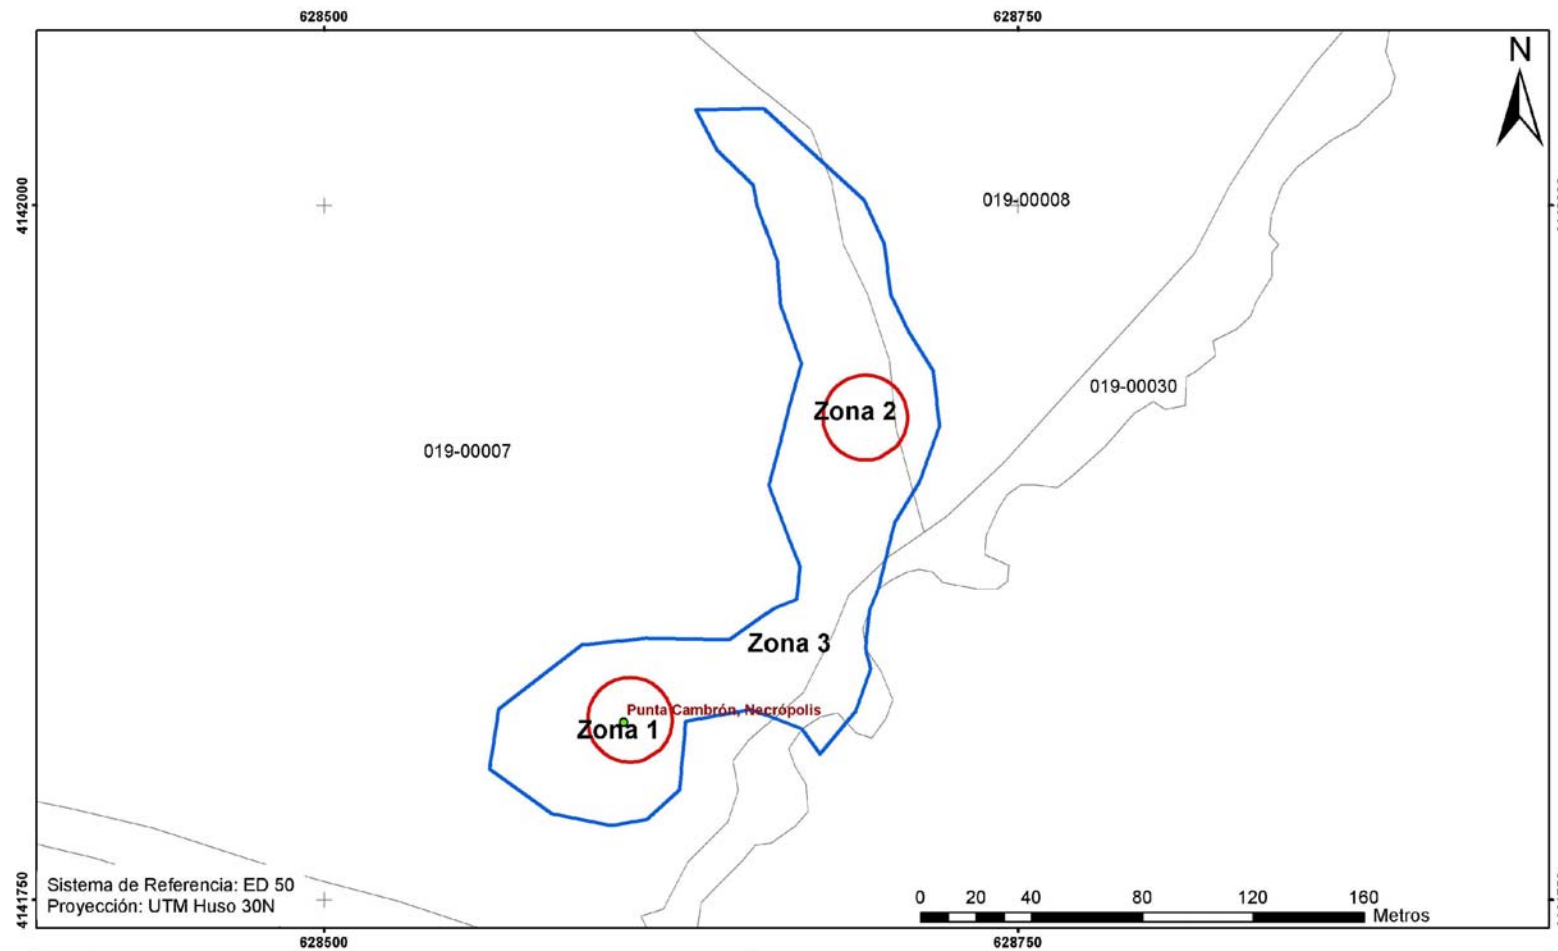 628500
628750
N
4142000
019-00008
019-00030
Zona 2
019-00007
Zona 3
Punta Cambrón, Necrópolis
Zona 1
4141750
Sistema de Referencia: ED 50
Proyección: UTM Huso 30N
0 20 40 80 120 160
Metros
628500
628750